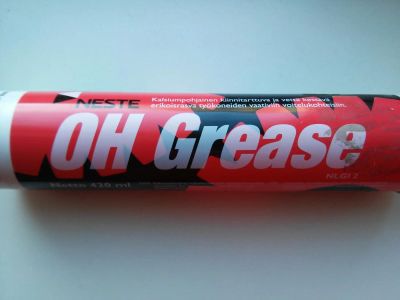 NESTE
Kalsiumpohjainen kiinnitarttuva ja vettä kestävä
erikoisrasva työkoneiden vaativiin voitelukohteisiin.
OH Grease
NLGI 2
Netto 420 ml